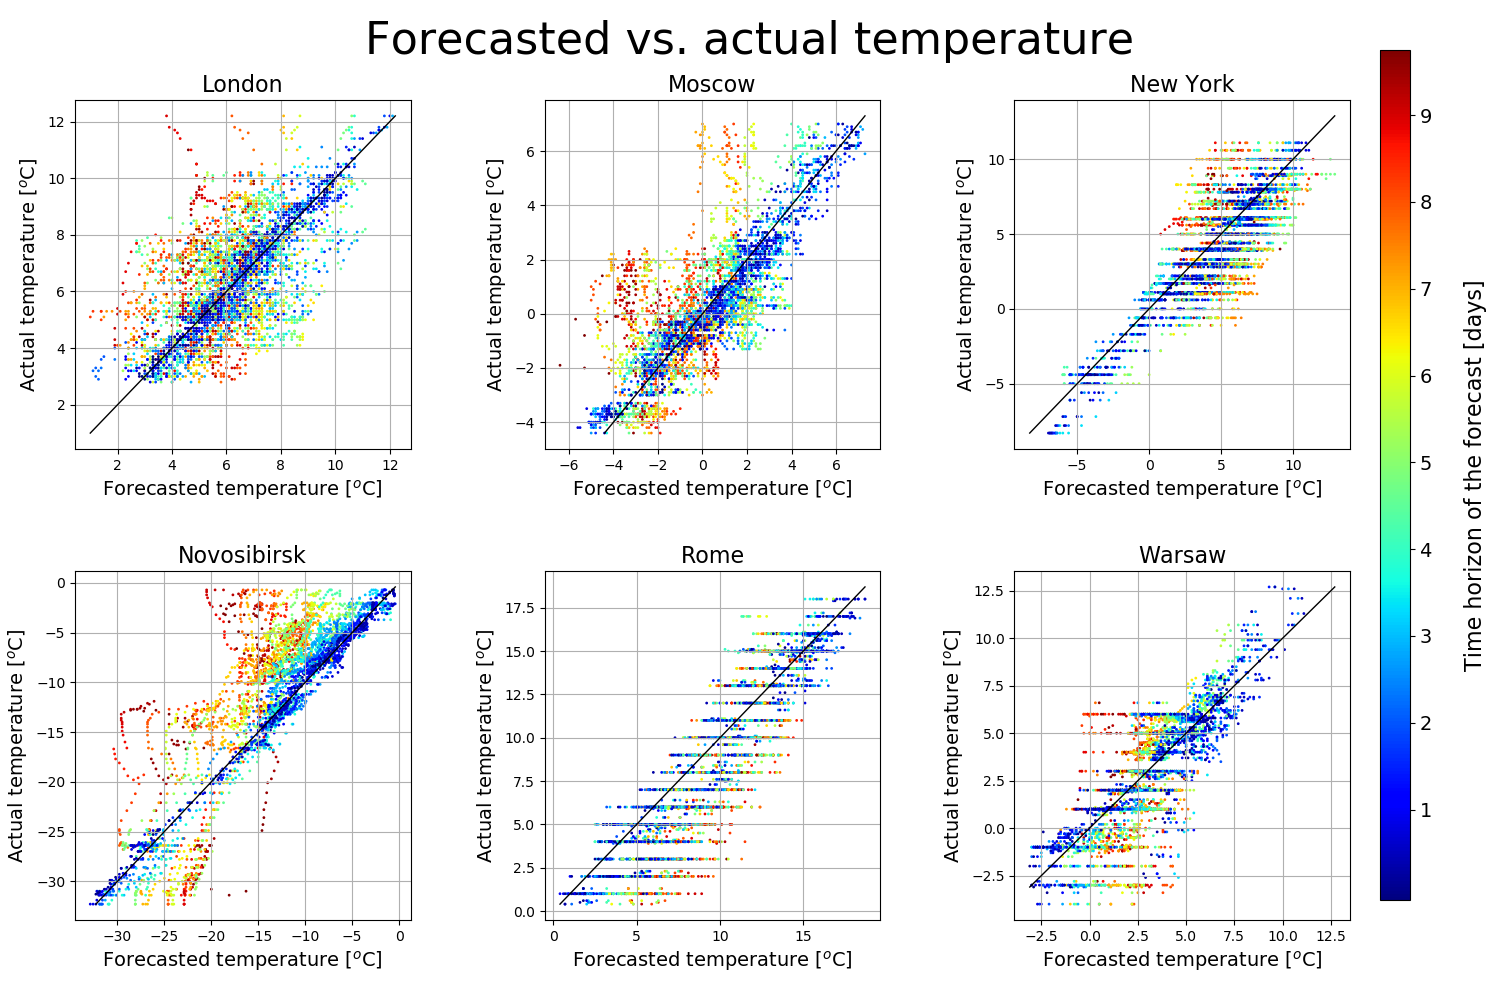 Forecasted vs. actual temperature
London
12
10
8
6
4
2
Actual temperature [°C]
2 4 6 8 10 12
Forecasted temperature [°C]
Moscow
6
4
2
0
−2
−4
Actual temperature [°C]
−6 −4 −2 0 2 4 6
Forecasted temperature [°C]
New York
10
5
0
−5
Actual temperature [°C]
−5 0 5 10
Forecasted temperature [°C]
Novosibirsk
0
−5
−10
−15
−20
−25
−30
Actual temperature [°C]
−30 −25 −20 −15 −10 −5 0
Forecasted temperature [°C]
Rome
17.5
15.0
12.5
10.0
7.5
5.0
2.5
0.0
Actual temperature [°C]
0 5 10 15
Forecasted temperature [°C]
Warsaw
12.5
10.0
7.5
5.0
2.5
0.0
−2.5
Actual temperature [°C]
−2.5 0.0 2.5 5.0 7.5 10.0 12.5
Forecasted temperature [°C]
9
8
7
6
5
4
3
2
1
Time horizon of the forecast [days]